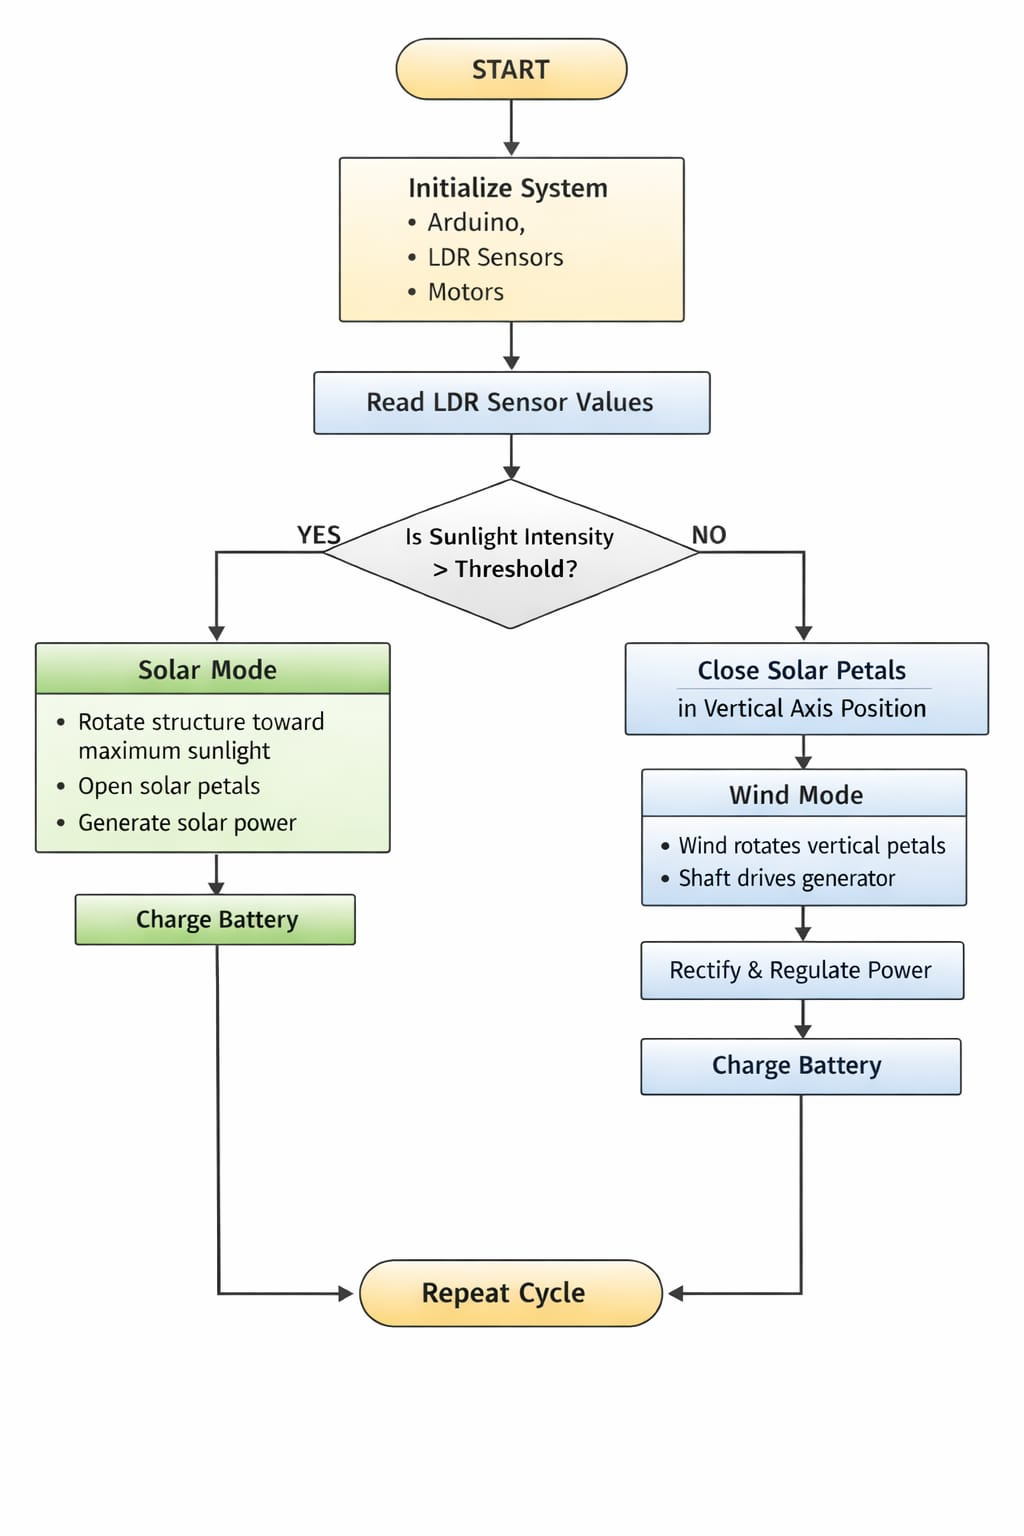 START
Initialize System
• Arduino,
• LDR Sensors
• Motors
Read LDR Sensor Values
YES
Is Sunlight Intensity
> Threshold?
NO
Solar Mode
• Rotate structure toward
maximum sunlight
• Open solar petals
• Generate solar power
Charge Battery
Close Solar Petals
in Vertical Axis Position
Wind Mode
• Wind rotates vertical petals
• Shaft drives generator
Rectify & Regulate Power
Charge Battery
Repeat Cycle